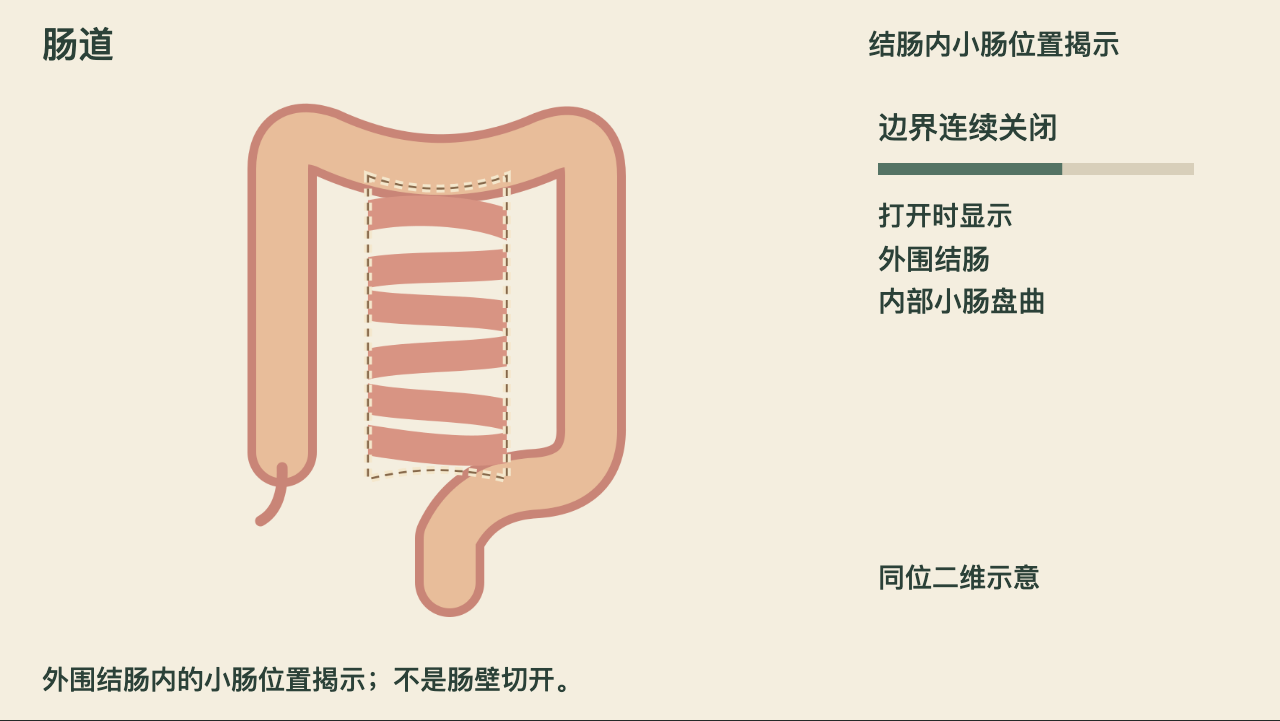 肠道
结肠内小肠位置揭示
边界连续关闭
打开时显示
外围结肠
内部小肠盘曲
同位二维示意
外围结肠内的小肠位置揭示；不是肠壁切开。